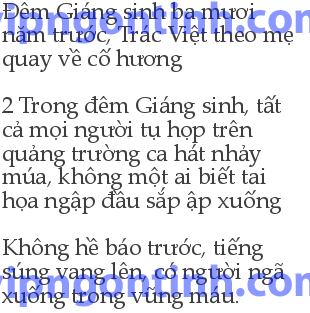 Đêm Giáng sinh ba mươi
năm trước, Trác Việt theo mẹ
quay về cố hương
2 Trong đêm Giáng sinh, tất
cả mọi người tụ họp trên
quảng trường ca hát nhảy
múa, không một ai biết tai
họa ngập đầu sắp ập xuống
Không hề báo trước, tiếng
súng vang lên, có người ngã
xuống trong vũng máu.